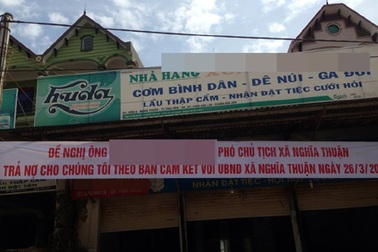 Huda
NHÀ HÀNG
CƠM BÌNH DÂN - DÊ NÚI - GÀ ĐỒI
LẨU THẬP CẨM - NHẬN ĐẶT TIỆC CƯỚI HỎI
ĐỀ NGHỊ ÔNG PHÓ CHỦ TỊCH XÃ NGHĨA THUẬN
TRẢ NỢ CHO CHÚNG TÔI THEO BẢN CAM KẾT VỚI UBND XÃ NGHĨA THUẬN NGÀY 26/3/20
NHẬN ĐẶT TIỆC